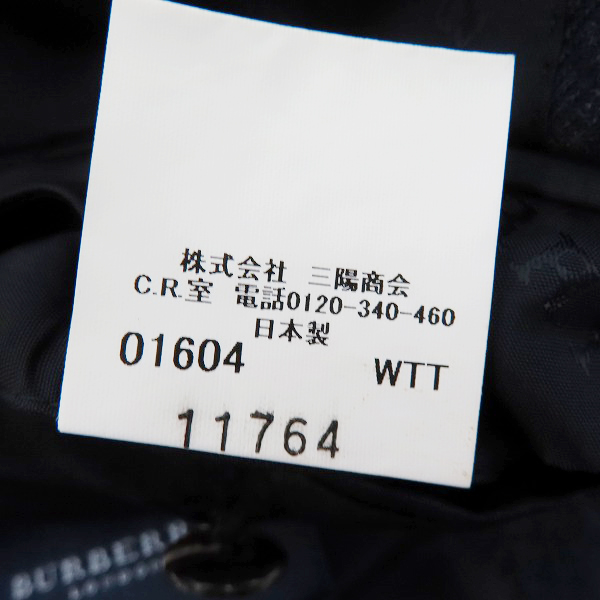 株式会社 三陽商会
C.R.室 電話0120-340-460
日本製
01604 WTT
11764
BURBERR